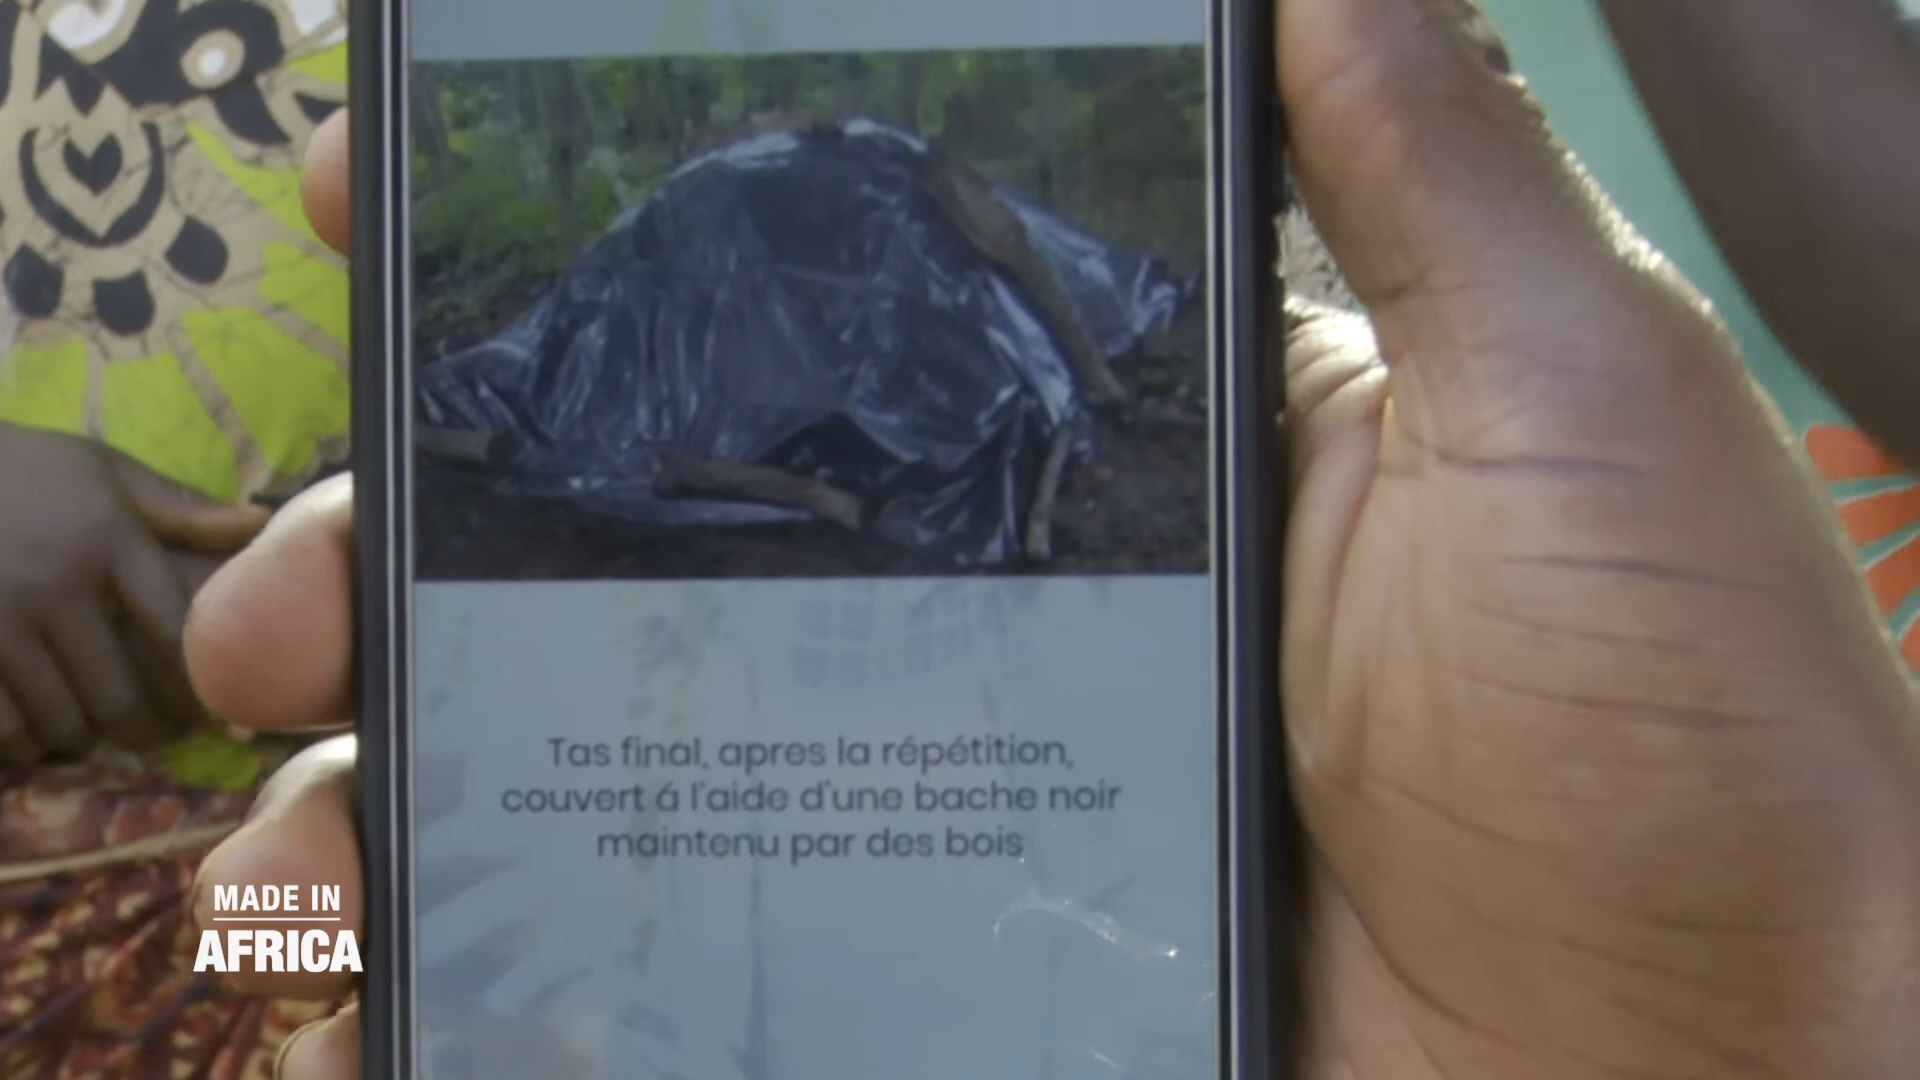 Tas final, apres la répétition,
couvert á l'aide d'une bache noir
maintenu par des bois
MADE IN
AFRICA